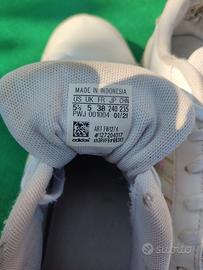 MADE IN INDONESIA
US UK FR JP CHN
5½ 5 38 240 235
PWJ 001004 01/21
ART FW1274
#127204017
adidas
subito